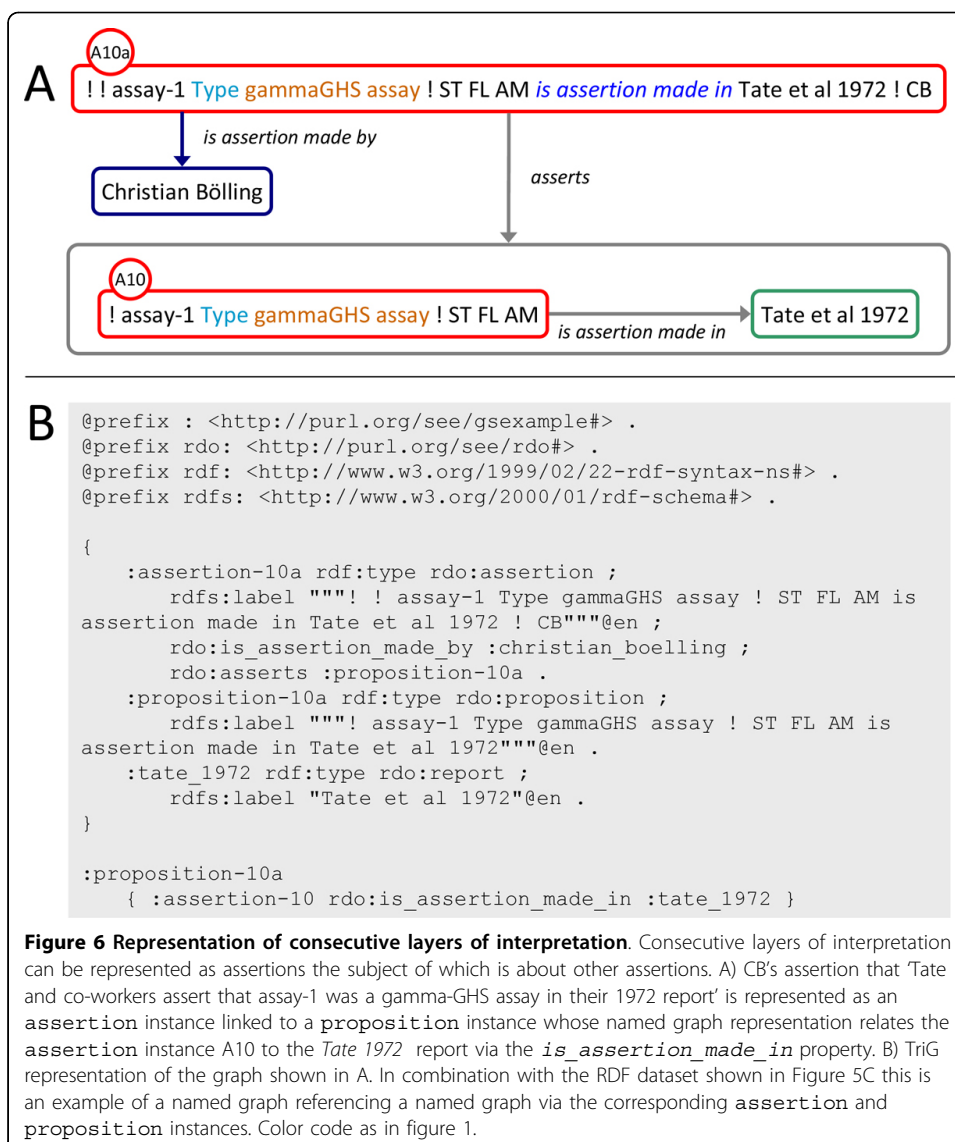 A
A10a
! ! assay-1 Type gammaGHS assay ! ST FL AM is assertion made in Tate et al 1972 ! CB
is assertion made by
asserts
Christian Bölling
A10
! assay-1 Type gammaGHS assay ! ST FL AM
is assertion made in
Tate et al 1972
B
@prefix : <http://purl.org/see/gsexample#> .
@prefix rdo: <http://purl.org/see/rdo#> .
@prefix rdf: <http://www.w3.org/1999/02/22-rdf-syntax-ns#> .
@prefix rdfs: <http://www.w3.org/2000/01/rdf-schema#> .
{
:assertion-10a rdf:type rdo:assertion ;
rdfs:label """! ! assay-1 Type gammaGHS assay ! ST FL AM is
assertion made in Tate et al 1972 ! CB"""@en ;
rdo:is_assertion_made_by :christian_boelling ;
rdo:asserts :proposition-10a .
:proposition-10a rdf:type rdo:proposition ;
rdfs:label """! assay-1 Type gammaGHS assay ! ST FL AM is
assertion made in Tate et al 1972"""@en .
:tate_1972 rdf:type rdo:report ;
rdfs:label "Tate et al 1972"@en .
}
:proposition-10a
{ :assertion-10 rdo:is_assertion_made_in :tate_1972 }
Figure 6 Representation of consecutive layers of interpretation. Consecutive layers of interpretation
can be represented as assertions the subject of which is about other assertions. A) CB's assertion that 'Tate
and co-workers assert that assay-1 was a gamma-GHS assay in their 1972 report' is represented as an
assertion instance linked to a proposition instance whose named graph representation relates the
assertion instance A10 to the Tate 1972 report via the is_assertion_made_in property. B) TriG
representation of the graph shown in A. In combination with the RDF dataset shown in Figure 5C this is
an example of a named graph referencing a named graph via the corresponding assertion and
proposition instances. Color code as in figure 1.